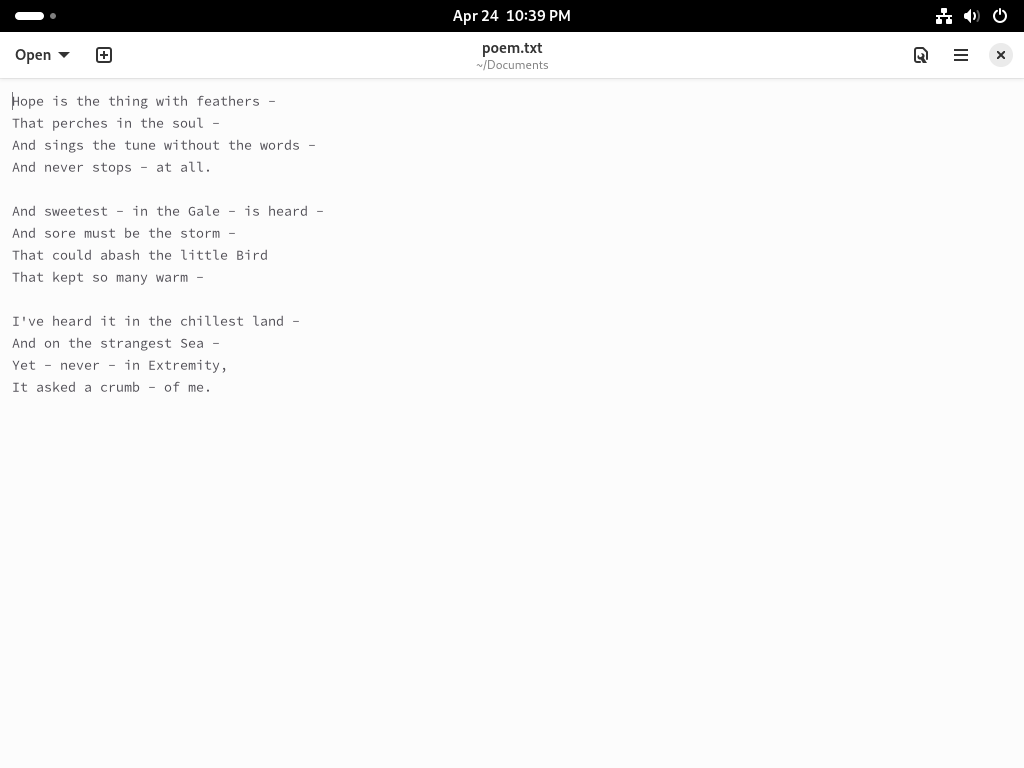 Apr 24  10:39 PM
Open
poem.txt
~/Documents
Hope is the thing with feathers –
That perches in the soul –
And sings the tune without the words –
And never stops – at all.

And sweetest – in the Gale – is heard –
And sore must be the storm –
That could abash the little Bird
That kept so many warm –

I've heard it in the chillest land –
And on the strangest Sea –
Yet – never – in Extremity,
It asked a crumb – of me.